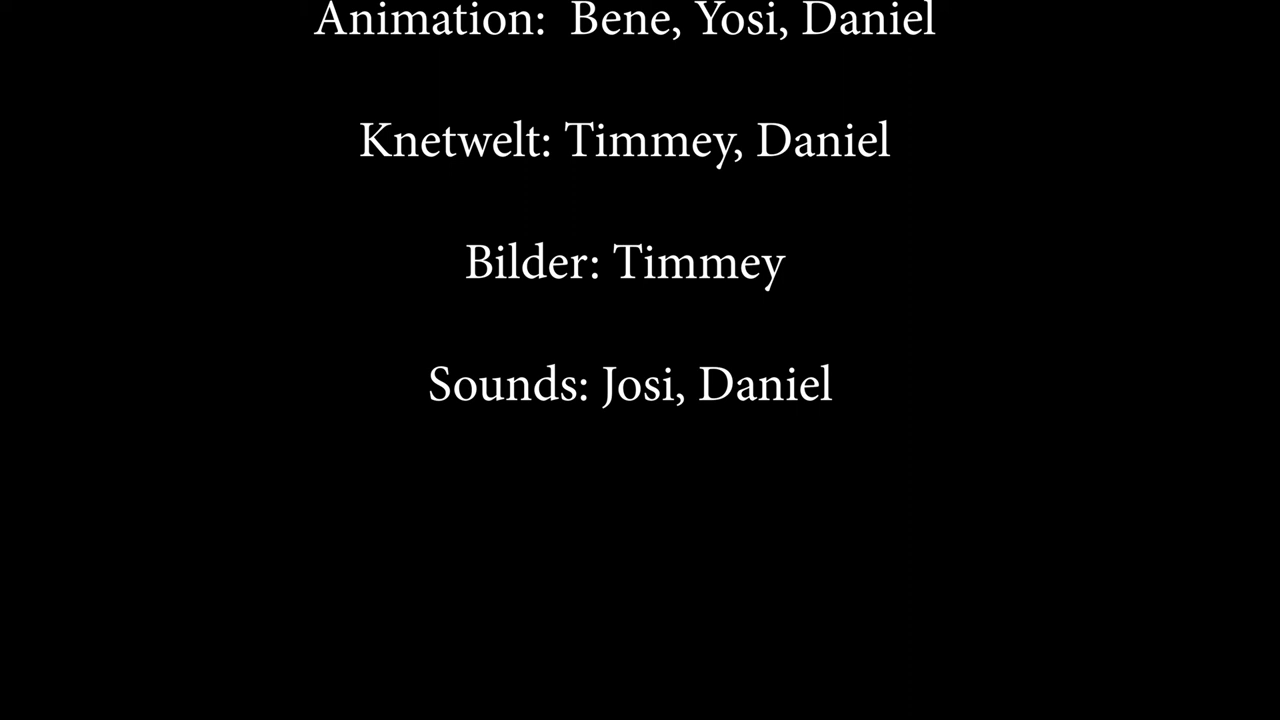 Animation:  Bene, Yosi, Daniel
Knetwelt: Timmey, Daniel
Bilder: Timmey
Sounds: Josi, Daniel